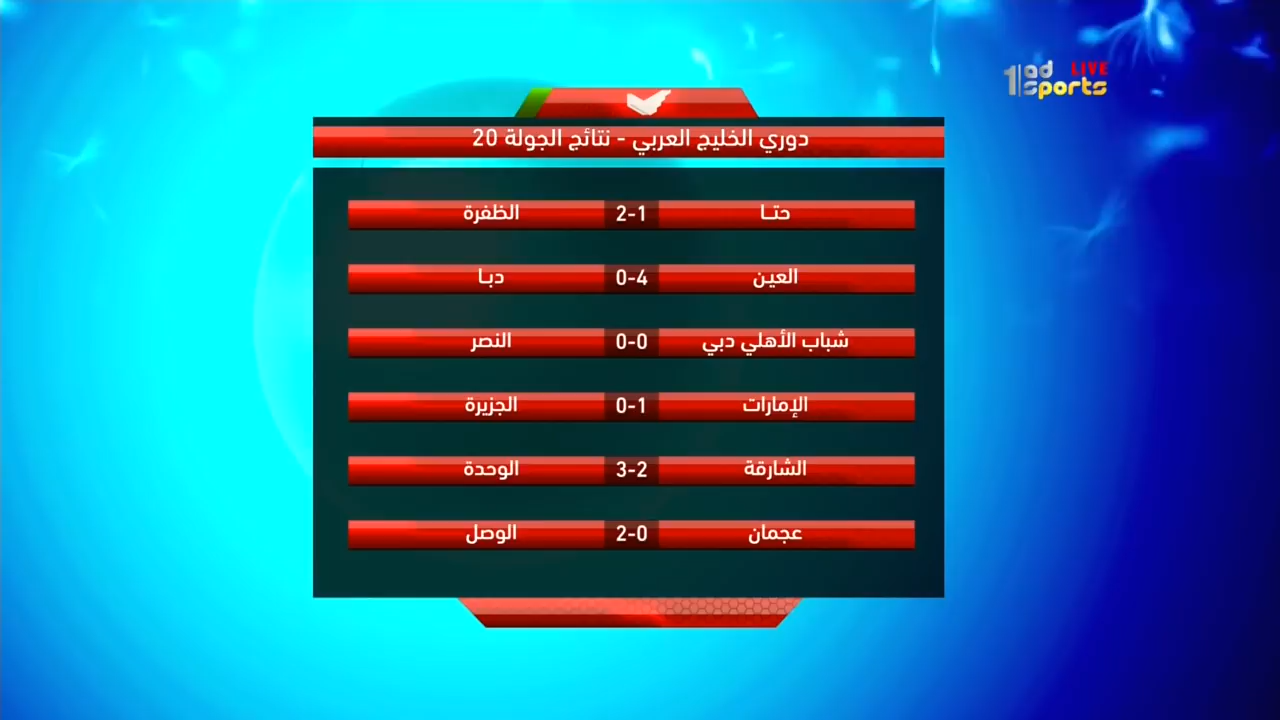 1 ad sports LIVE
دوري الخليج العربي - نتائج الجولة 20
حتا 2-1 الظفرة
العين 0-4 دبا
شباب الأهلي دبي 0-0 النصر
الإمارات 0-1 الجزيرة
الشارقة 3-2 الوحدة
عجمان 2-0 الوصل